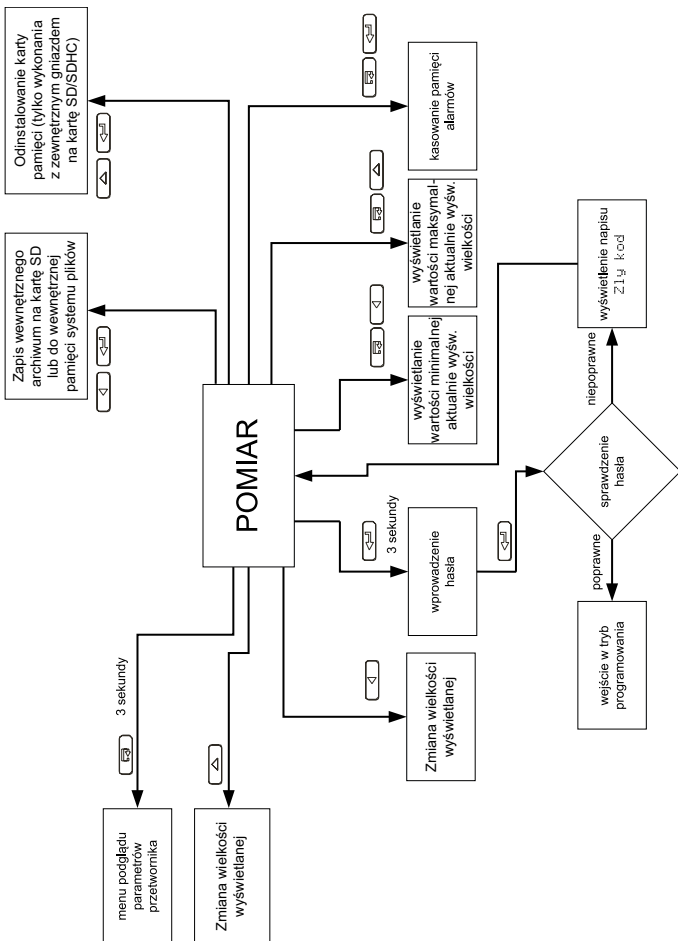 menu podglądu
parametrów
przetwornika
3 sekundy
Zmiana wielkości
wyświetlanej
Zapis wewnętrznego
archiwum na kartę SD
lub do wewnętrznej
pamięci systemu plików
Odinstalowanie karty
pamięci (tylko wykonania
z zewnętrznym gniazdem
na kartę SD/SDHC)
POMIAR
Zmiana wielkości
wyświetlanej
3 sekundy
wprowadzenie
hasła
wyświetlanie
wartości minimalnej
aktualnie wyśw.
wielkości
wyświetlanie
wartości maksymal-
nej aktualnie wyśw.
wielkości
kasowanie pamięci
alarmów
wejście w tryb
programowania
poprawne
sprawdzenie
hasła
niepoprawne
wyświetlenie napisu
Zly kod